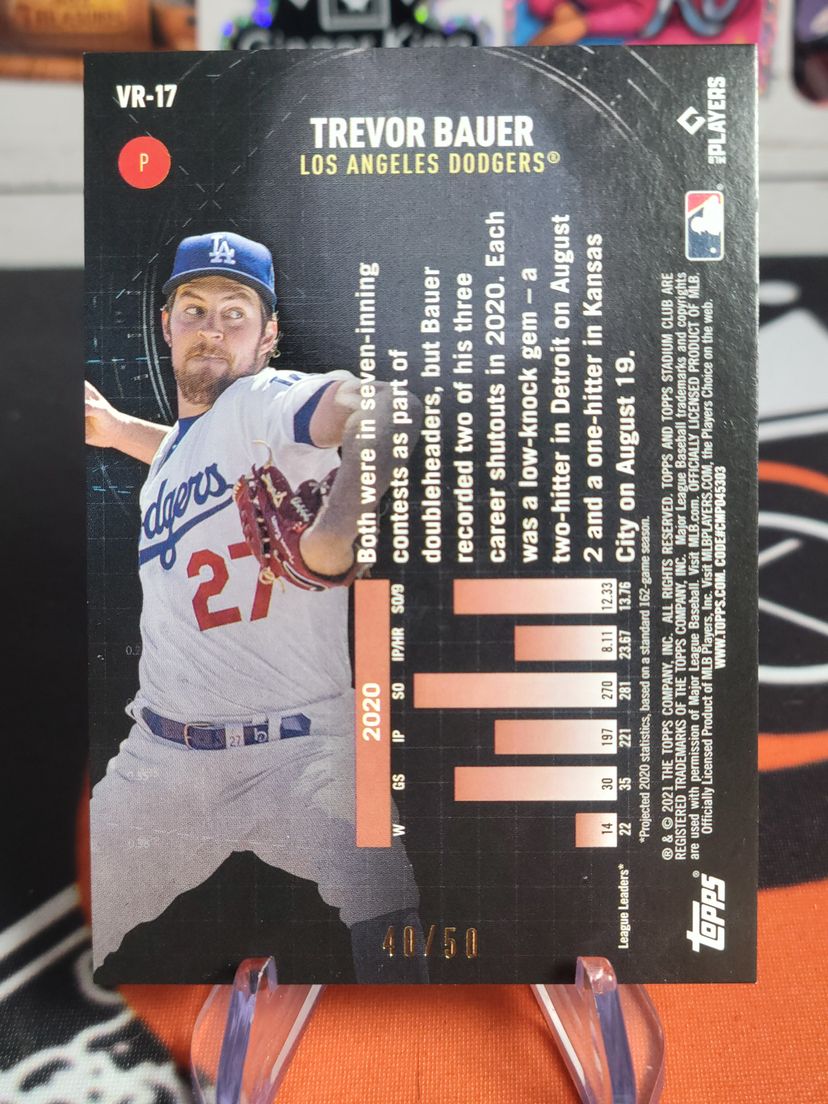 VR-17
P
TREVOR BAUER
LOS ANGELES DODGERS®
LA
Dodgers
27
27
Both were in seven-inning
contests as part of
doubleheaders, but Bauer
recorded two of his three
career shutouts in 2020. Each
was a low-knock gem – a
two-hitter in Detroit on August
2 and a one-hitter in Kansas
City on August 19.
2020
W GS IP SO IP/HR SO/9
14 30 197 270 8.11 12.33
League Leaders* 22 35 221 281 23.67 13.76
*Projected 2020 statistics, based on a standard 162-game season.
® & © 2021 THE TOPPS COMPANY, INC. ALL RIGHTS RESERVED. TOPPS AND TOPPS STADIUM CLUB ARE
REGISTERED TRADEMARKS OF THE TOPPS COMPANY, INC. Major League Baseball trademarks and copyrights
are used with permission of Major League Baseball. Visit MLB.com. OFFICIALLY LICENSED PRODUCT OF MLB.
Officially Licensed Product of MLB Players, Inc. Visit MLBPLAYERS.COM, the Players Choice on the web.
WWW.TOPPS.COM. CODE#CMP045303
topps®
MLB PLAYERS
40/50